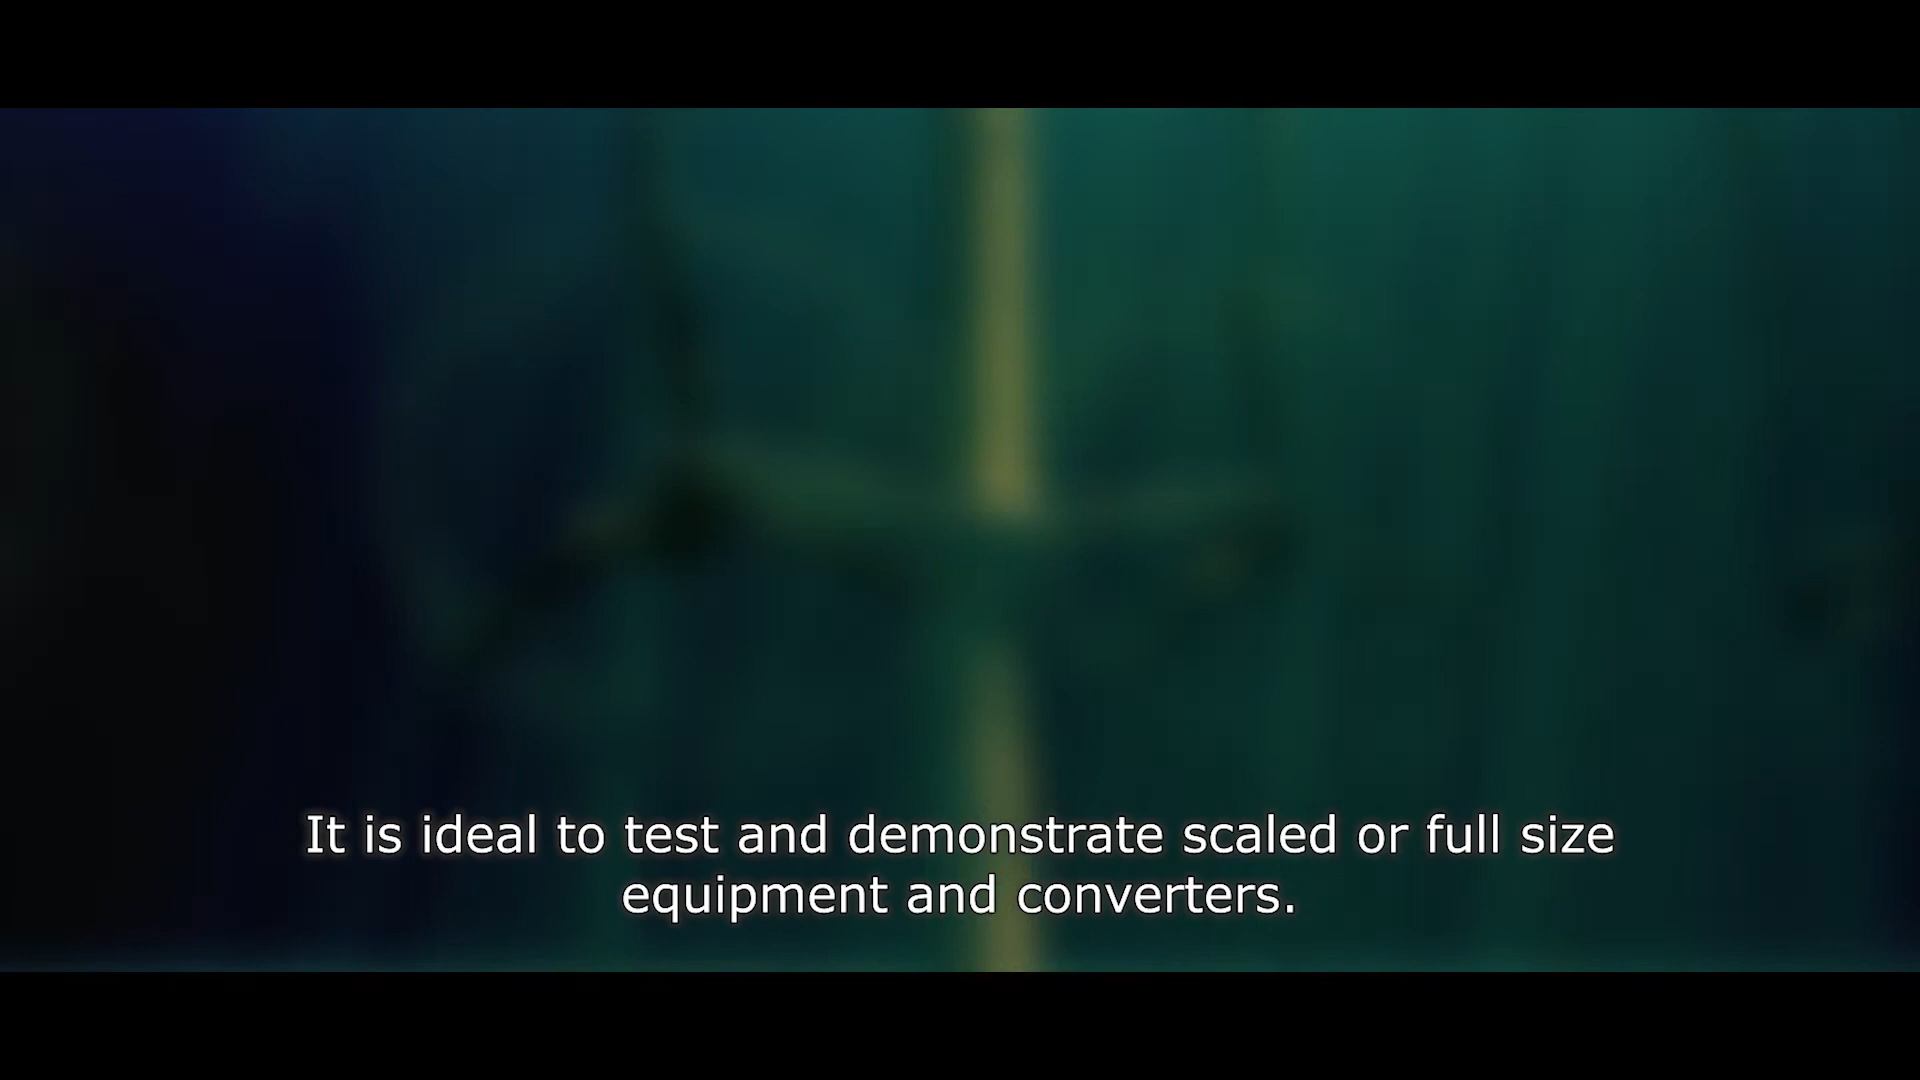 It is ideal to test and demonstrate scaled or full size
equipment and converters.